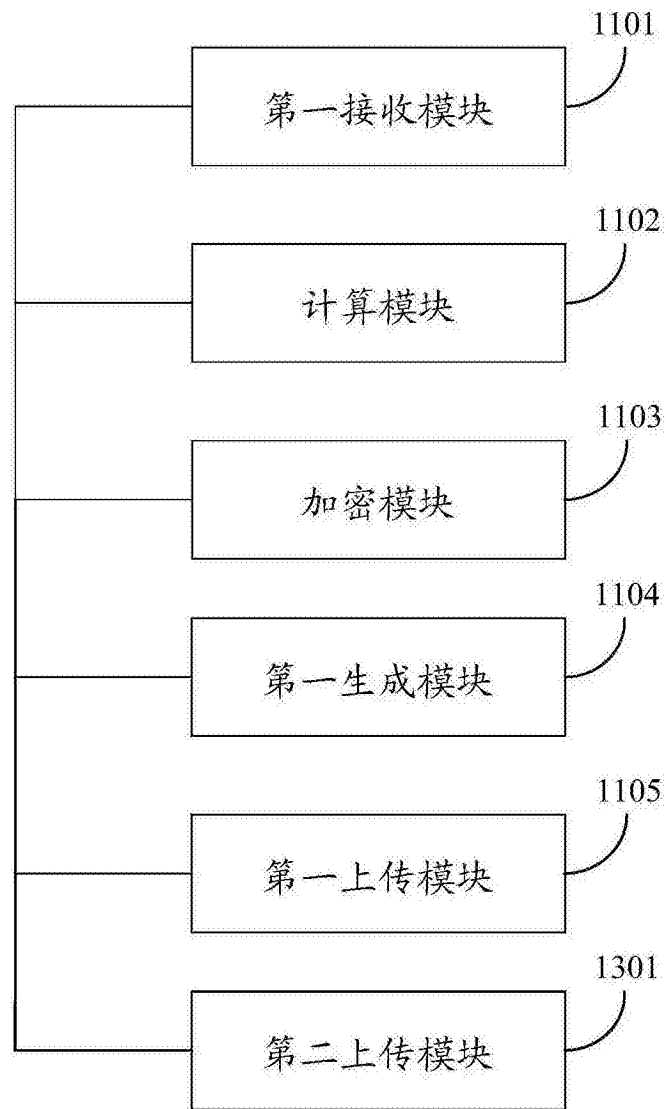 1101
第一接收模块
1102
计算模块
1103
加密模块
1104
第一生成模块
1105
第一上传模块
1301
第二上传模块